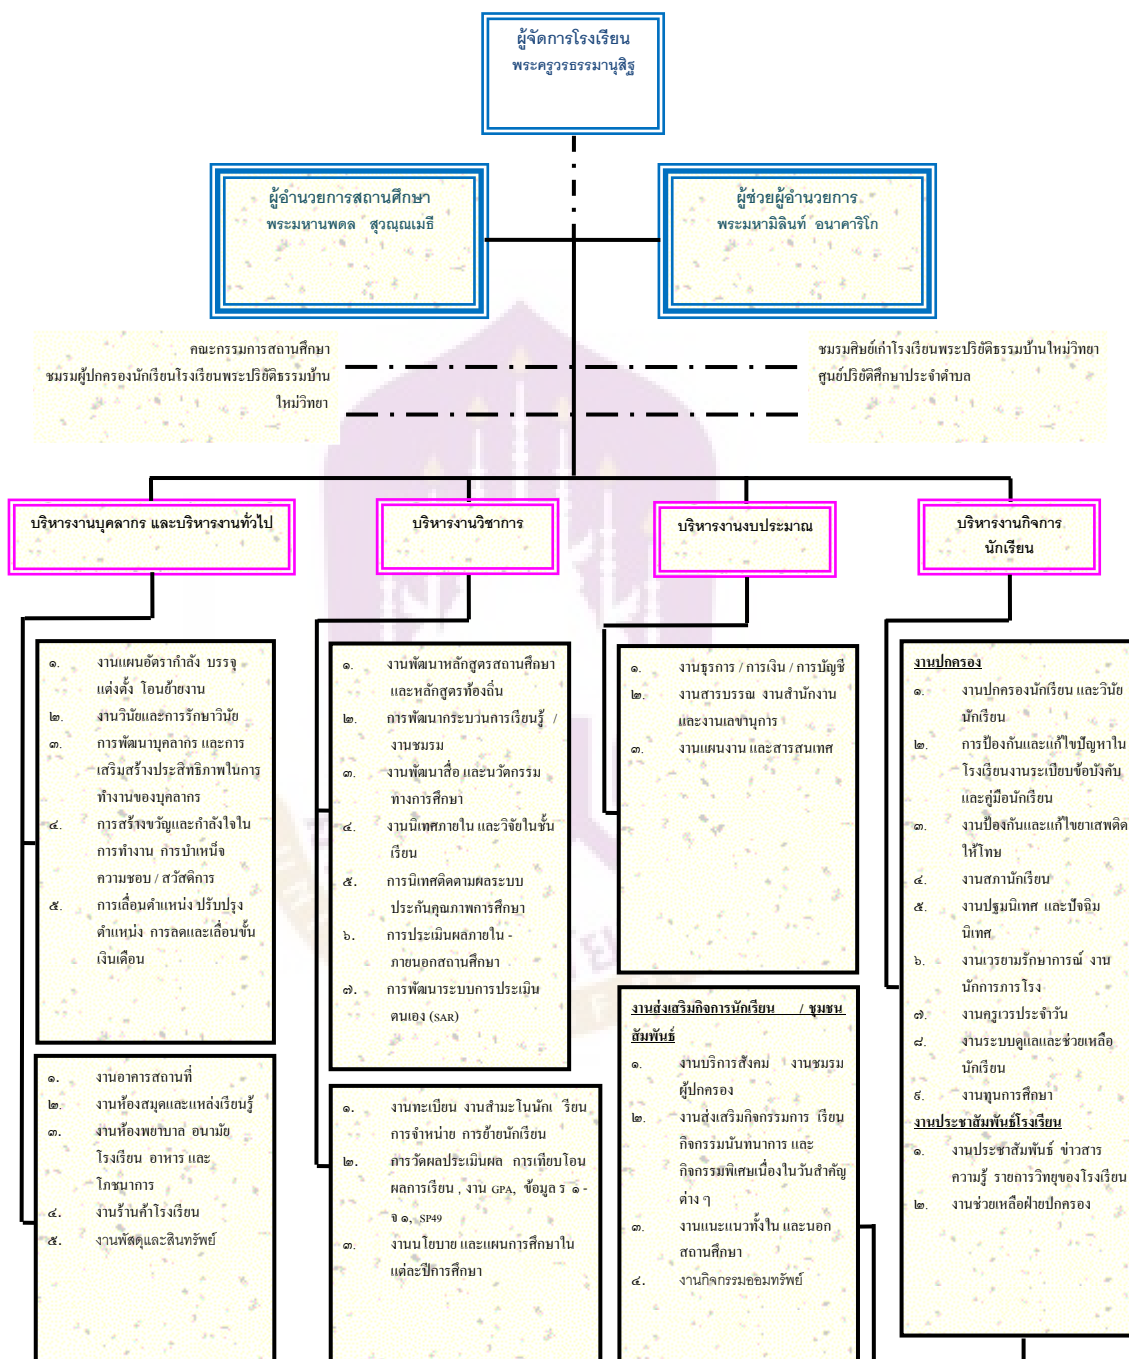 ผู้จัดการโรงเรียน
พระครูวรธรรมานุสิฐ
ผู้อำนวยการสถานศึกษา
พระมหานพดล สุวณฺณเมธี
ผู้ช่วยผู้อำนวยการ
พระมหามิลินท์ อนาคาริโก
คณะกรรมการสถานศึกษา
ชมรมผู้ปกครองนักเรียนโรงเรียนพระปริยัติธรรมบ้าน
ใหม่วิทยา
ชมรมศิษย์เก่าโรงเรียนพระปริยัติธรรมบ้านใหม่วิทยา
ศูนย์ปริยัติศึกษาประจำตำบล
บริหารงานบุคลากร และบริหารงานทั่วไป
บริหารงานวิชาการ
บริหารงานงบประมาณ
บริหารงานกิจการ
นักเรียน
๑. งานแผนอัตรากำลัง บรรจุ
แต่งตั้ง โอนย้ายงาน
๒. งานวินัยและการรักษาวินัย
๓. การพัฒนาบุคลากร และการ
เสริมสร้างประสิทธิภาพในการ
ทำงานของบุคลากร
๔. การสร้างขวัญและกำลังใจใน
การทำงาน การบำเหน็จ
ความชอบ / สวัสดิการ
๕. การเลื่อนตำแหน่ง ปรับปรุง
ตำแหน่ง การลดและเลื่อนขั้น
เงินเดือน
๑. งานอาคารสถานที่
๒. งานห้องสมุดและแหล่งเรียนรู้
๓. งานห้องพยาบาล อนามัย
โรงเรียน อาหาร และ
โภชนาการ
๔. งานร้านค้าโรงเรียน
๕. งานพัสดุและสินทรัพย์
๑. งานพัฒนาหลักสูตรสถานศึกษา
และหลักสูตรท้องถิ่น
๒. การพัฒนากระบวนการเรียนรู้ /
งานชมรม
๓. งานพัฒนาสื่อ และนวัตกรรม
ทางการศึกษา
๔. งานนิเทศภายใน และวิจัยในชั้น
เรียน
๕. การนิเทศติดตามผลระบบ
ประกันคุณภาพการศึกษา
๖. การประเมินผลภายใน -
ภายนอกสถานศึกษา
๗. การพัฒนาระบบการประเมิน
ตนเอง (SAR)
๑. งานทะเบียน งานสำมะโนนักเ รียน
การจำหน่าย การย้ายนักเรียน
๒. การวัดผลประเมินผล การเทียบโอน
ผลการเรียน , งาน GPA, ข้อมูล ร ๑ -
จ ๑, SP49
๓. งานนโยบาย และแผนการศึกษาใน
แต่ละปีการศึกษา
๑. งานธุรการ / การเงิน / การบัญชี
๒. งานสารบรรณ งานสำนักงาน
และงานเลขานุการ
๓. งานแผนงาน และสารสนเทศ
งานส่งเสริมกิจการนักเรียน / ชุมชน
สัมพันธ์
๑. งานบริการสังคม งานชมรม
ผู้ปกครอง
๒. งานส่งเสริมกิจกรรมการ เรียน
กิจกรรมนันทนาการ และ
กิจกรรมพิเศษเนื่องในวันสำคัญ
ต่าง ๆ
๓. งานแนะแนวทั้งใน และนอก
สถานศึกษา
๔. งานกิจกรรมออมทรัพย์
งานปกครอง
๑. งานปกครองนักเรียน และวินัย
นักเรียน
๒. การป้องกันและแก้ไขปัญหาใน
โรงเรียนงานระเบียบข้อบังคับ
และคู่มือนักเรียน
๓. งานป้องกันและแก้ไขยาเสพติด
ให้โทษ
๔. งานสภานักเรียน
๕. งานปฐมนิเทศ และปัจฉิม
นิเทศ
๖. งานเวรยามรักษาการณ์ งาน
นักการภารโรง
๗. งานครูเวรประจำวัน
๘. งานระบบดูแลและช่วยเหลือ
นักเรียน
๙. งานทุนการศึกษา
งานประชาสัมพันธ์โรงเรียน
๑. งานประชาสัมพันธ์ ข่าวสาร
ความรู้ รายการวิทยุของโรงเรียน
๒. งานช่วยเหลือฝ่ายปกครอง